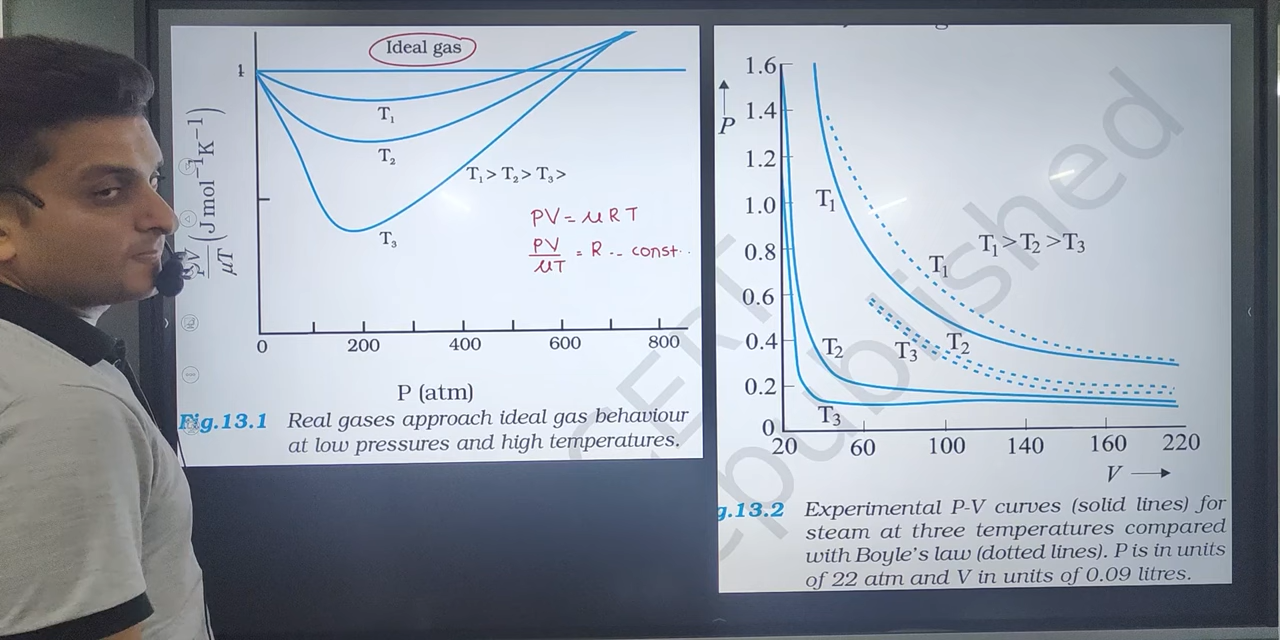 Ideal gas
1
T₁
T₂
T₁ > T₂ > T₃ >
T₃
PV = μRT
PV/μT = R -- const..
PV/μT (J mol⁻¹K⁻¹)
0 200 400 600 800
P (atm)
Fig.13.1 Real gases approach ideal gas behaviour
at low pressures and high temperatures.
1.6
P
1.4
1.2
1.0
0.8
0.6
0.4
0.2
0
T₁
T₁
T₁ >T₂ >T₃
T₂
T₃
T₂
T₃
20 60 100 140 160 220
V
g.13.2 Experimental P-V curves (solid lines) for
steam at three temperatures compared
with Boyle's law (dotted lines). P is in units
of 22 atm and V in units of 0.09 litres.